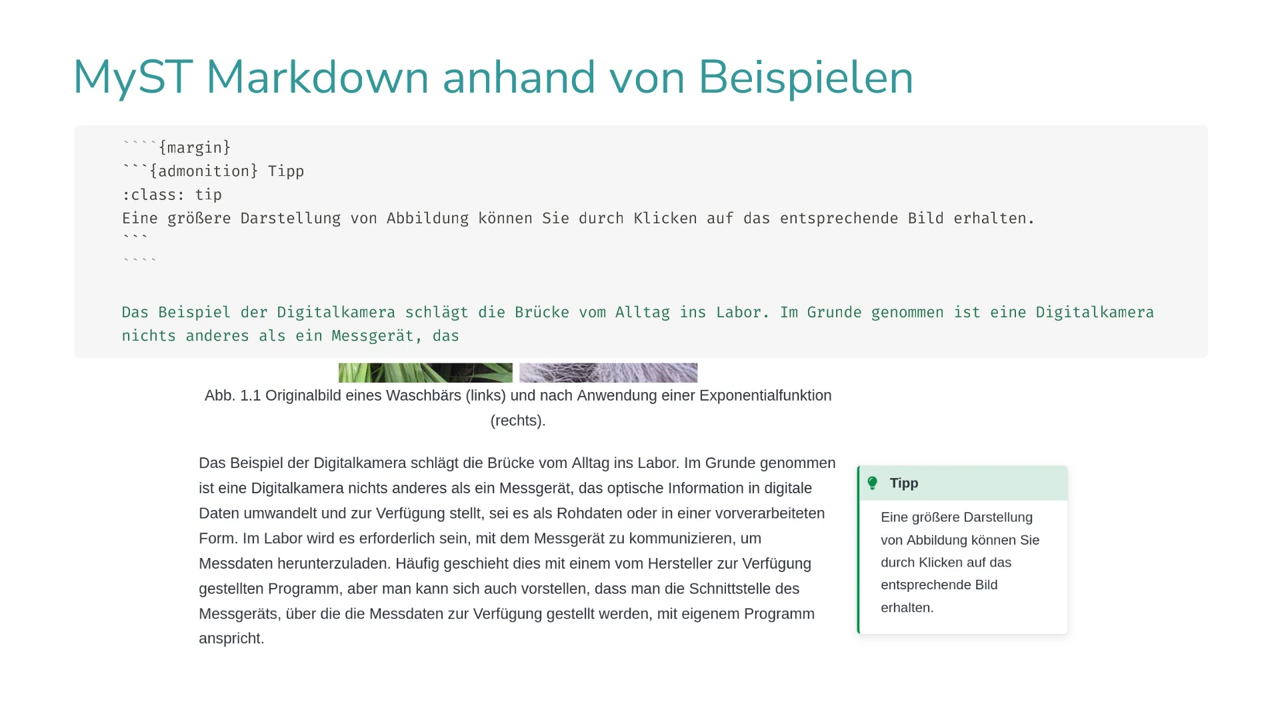 MyST Markdown anhand von Beispielen
````{margin}
```{admonition} Tipp
:class: tip
Eine größere Darstellung von Abbildung können Sie durch Klicken auf das entsprechende Bild erhalten.
```
````
Das Beispiel der Digitalkamera schlägt die Brücke vom Alltag ins Labor. Im Grunde genommen ist eine Digitalkamera
nichts anderes als ein Messgerät, das
Abb. 1.1 Originalbild eines Waschbärs (links) und nach Anwendung einer Exponentialfunktion
(rechts).
Das Beispiel der Digitalkamera schlägt die Brücke vom Alltag ins Labor. Im Grunde genommen
ist eine Digitalkamera nichts anderes als ein Messgerät, das optische Information in digitale
Daten umwandelt und zur Verfügung stellt, sei es als Rohdaten oder in einer vorverarbeiteten
Form. Im Labor wird es erforderlich sein, mit dem Messgerät zu kommunizieren, um
Messdaten herunterzuladen. Häufig geschieht dies mit einem vom Hersteller zur Verfügung
gestellten Programm, aber man kann sich auch vorstellen, dass man die Schnittstelle des
Messgeräts, über die die Messdaten zur Verfügung gestellt werden, mit eigenem Programm
anspricht.
Tipp
Eine größere Darstellung
von Abbildung können Sie
durch Klicken auf das
entsprechende Bild
erhalten.